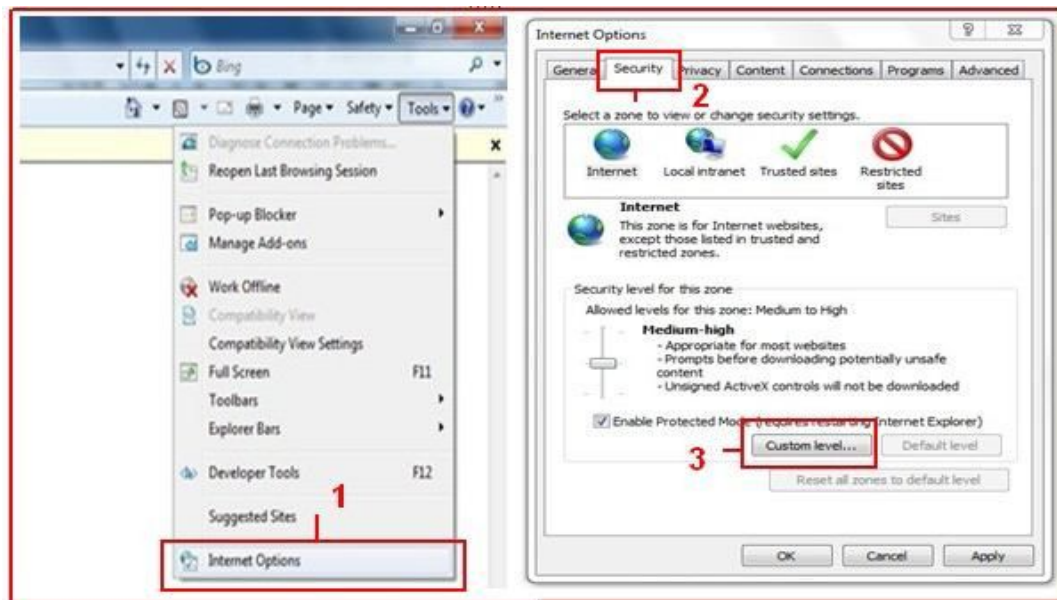 Bing
Page
Safety
Tools
Diagnose Connection Problems...
Reopen Last Browsing Session
Pop-up Blocker
Manage Add-ons
Work Offline
Compatibility View
Compatibility View Settings
Full Screen F11
Toolbars
Explorer Bars
Developer Tools F12
1
Suggested Sites
Internet Options
Internet Options
General Security Privacy Content Connections Programs Advanced
2
Select a zone to view or change security settings.
Internet Local intranet Trusted sites Restricted
sites
Internet
Sites
This zone is for Internet websites,
except those listed in trusted and
restricted zones.
Security level for this zone
Allowed levels for this zone: Medium to High
Medium-high
- Appropriate for most websites
- Prompts before downloading potentially unsafe
content
- Unsigned ActiveX controls will not be downloaded
Enable Protected Mode (requires restarting Internet Explorer)
3
Custom level... Default level
Reset all zones to default level
OK Cancel Apply